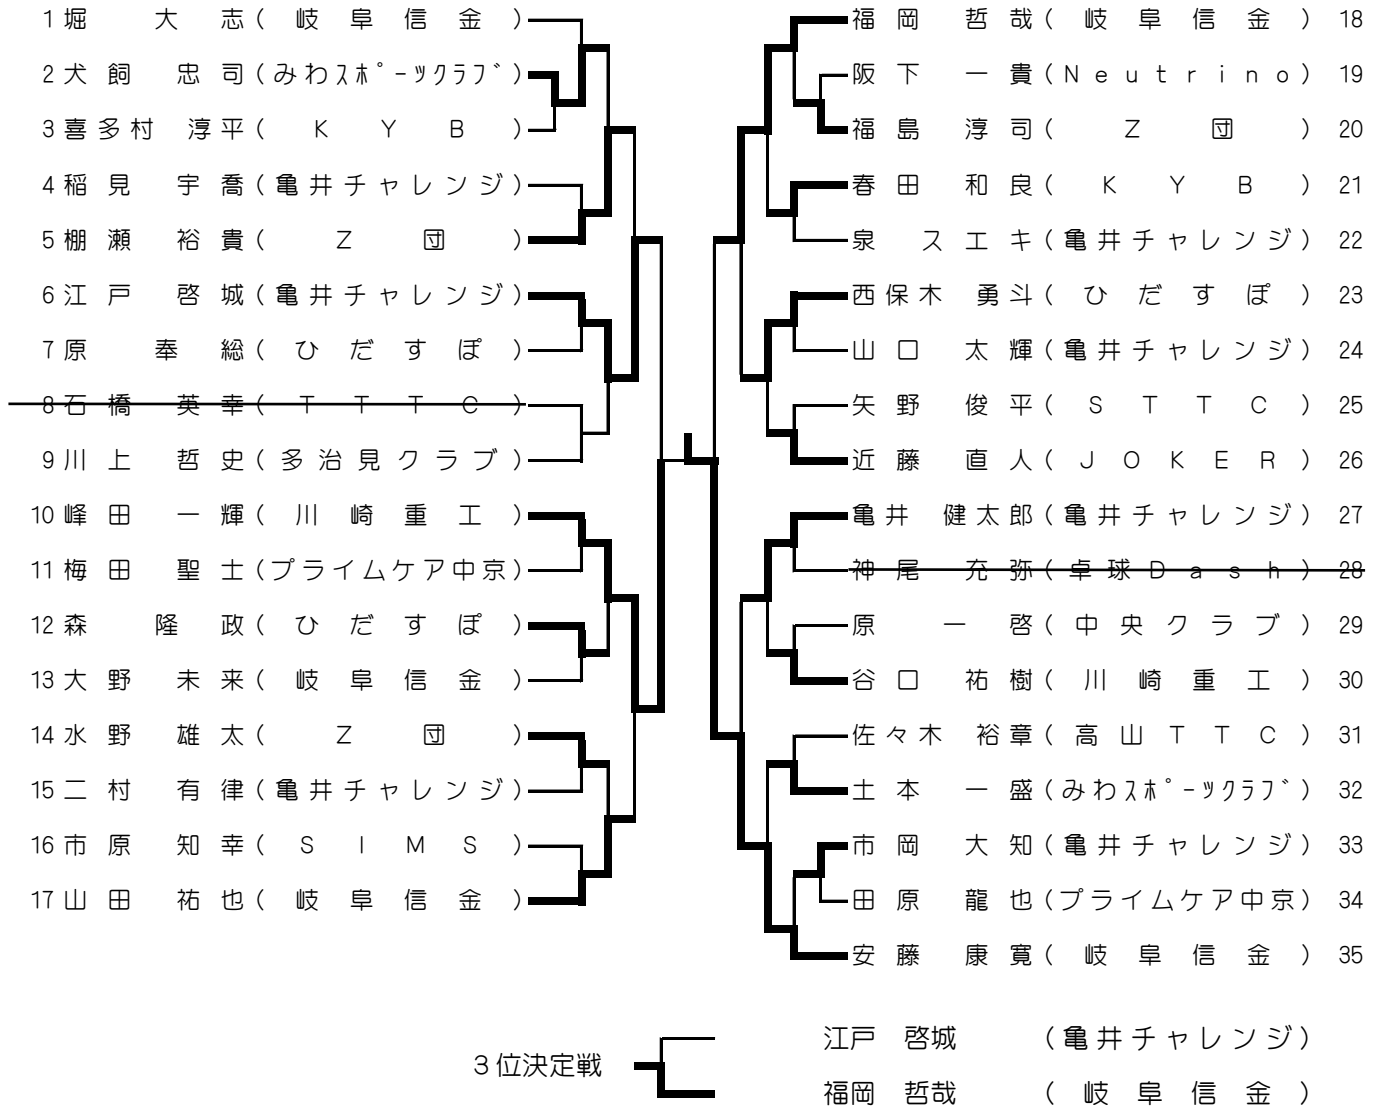 1 堀 大 志 ( 岐 阜 信 金 )
2 犬 飼 忠 司 (みわｽﾎﾟｰﾂｸﾗﾌﾞ)
3 喜多村 淳平 ( K Y B )
4 稲 見 宇 喬 (亀井チャレンジ)
5 棚 瀬 裕 貴 ( Z 団 )
6 江 戸 啓 城 (亀井チャレンジ)
7 原 奉 総 ( ひ だ す ぽ )
8 石 橋 英 幸 ( T T T C )
9 川 上 哲 史 (多治見クラブ)
10 峰 田 一 輝 ( 川 崎 重 工 )
11 梅 田 聖 士 (プライムケア中京)
12 森 隆 政 ( ひ だ す ぽ )
13 大 野 未 来 ( 岐 阜 信 金 )
14 水 野 雄 太 ( Z 団 )
15 二 村 有 律 (亀井チャレンジ)
16 市 原 知 幸 ( S I M S )
17 山 田 祐 也 ( 岐 阜 信 金 )
福 岡 哲 哉 ( 岐 阜 信 金 ) 18
阪 下 一 貴 (Neutrino) 19
福 島 淳 司 ( Z 団 ) 20
春 田 和 良 ( K Y B ) 21
泉 スエキ (亀井チャレンジ) 22
西保木 勇斗 ( ひ だ す ぽ ) 23
山 口 太 輝 (亀井チャレンジ) 24
矢 野 俊 平 ( S T T C ) 25
近 藤 直 人 ( J O K E R ) 26
亀 井 健太郎 (亀井チャレンジ) 27
神 尾 充 弥 (卓球Dash) 28
原 一 啓 (中央クラブ) 29
谷 口 祐 樹 ( 川 崎 重 工 ) 30
佐々木 裕章 (高山TTC) 31
土 本 一 盛 (みわｽﾎﾟｰﾂｸﾗﾌﾞ) 32
市 岡 大 知 (亀井チャレンジ) 33
田 原 龍 也 (プライムケア中京) 34
安 藤 康 寛 ( 岐 阜 信 金 ) 35
3位決定戦
江戸 啓城 (亀井チャレンジ)
福岡 哲哉 ( 岐 阜 信 金 )